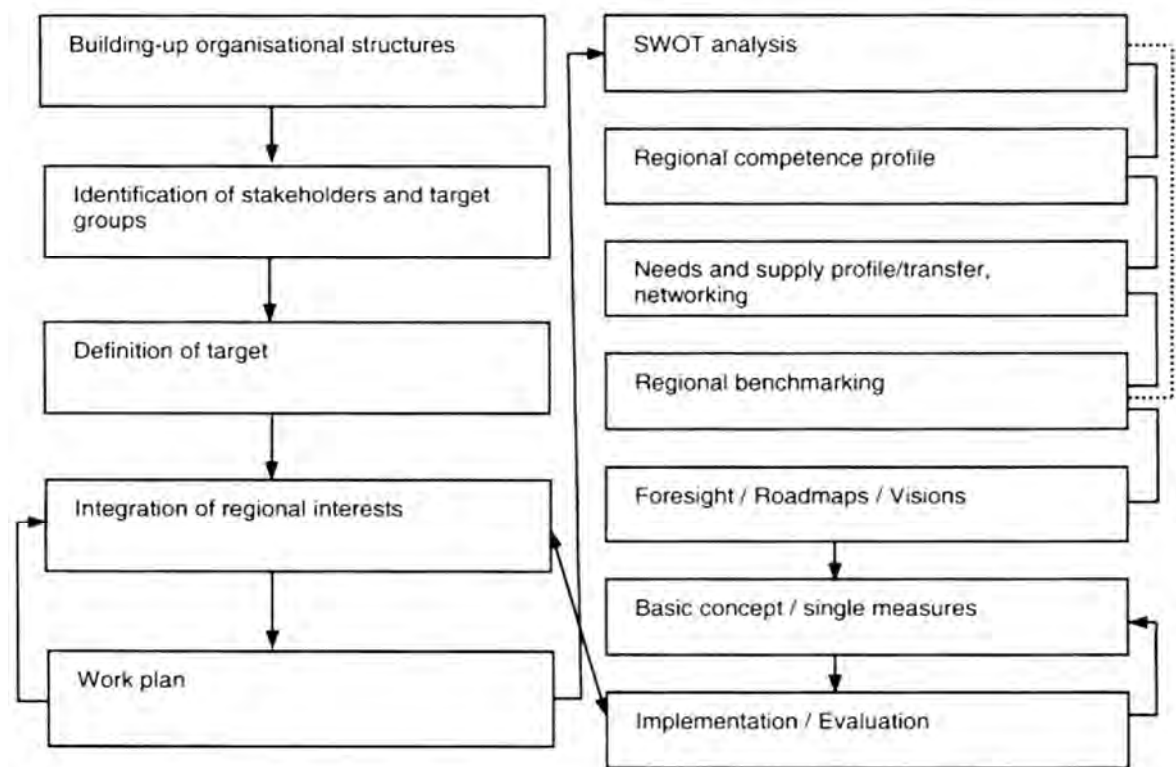 Building-up organisational structures
Identification of stakeholders and target
groups
Definition of target
Integration of regional interests
Work plan
SWOT analysis
Regional competence profile
Needs and supply profile/transfer,
networking
Regional benchmarking
Foresight / Roadmaps / Visions
Basic concept / single measures
Implementation / Evaluation